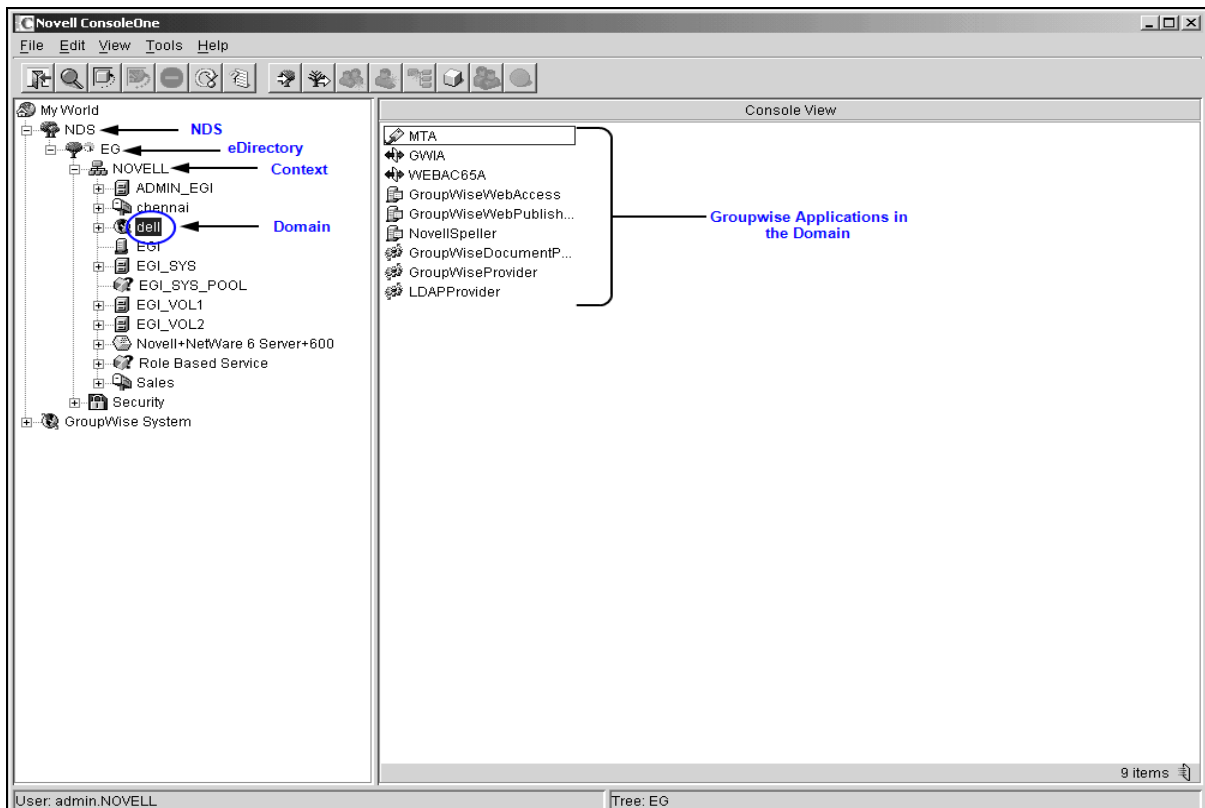 Novell ConsoleOne
File Edit View Tools Help
My World
NDS
NDS
EG
eDirectory
NOVELL
Context
ADMIN_EGI
chennai
dell
Domain
EGI
EGI_SYS
EGI_SYS_POOL
EGI_VOL1
EGI_VOL2
Novell+NetWare 6 Server+600
Role Based Service
Sales
Security
GroupWise System
Console View
MTA
GWIA
WEBAC65A
GroupWiseWebAccess
GroupWiseWebPublish...
NovellSpeller
GroupWiseDocumentP...
GroupWiseProvider
LDAPProvider
Groupwise Applications in
the Domain
9 items
User: admin.NOVELL
Tree: EG